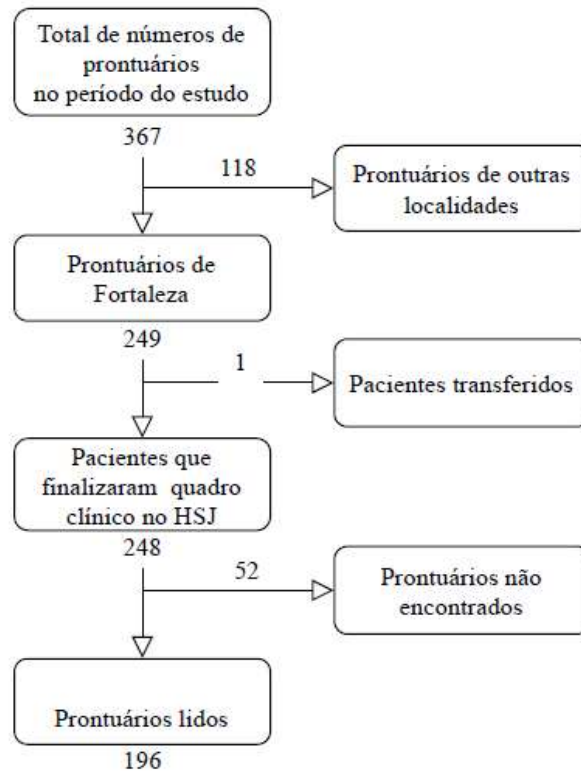 Total de números de
prontuários
no período do estudo
367
118
Prontuários de outras
localidades
Prontuários de
Fortaleza
249
1
Pacientes transferidos
Pacientes que
finalizaram quadro
clínico no HSJ
248
52
Prontuários não
encontrados
Prontuários lidos
196